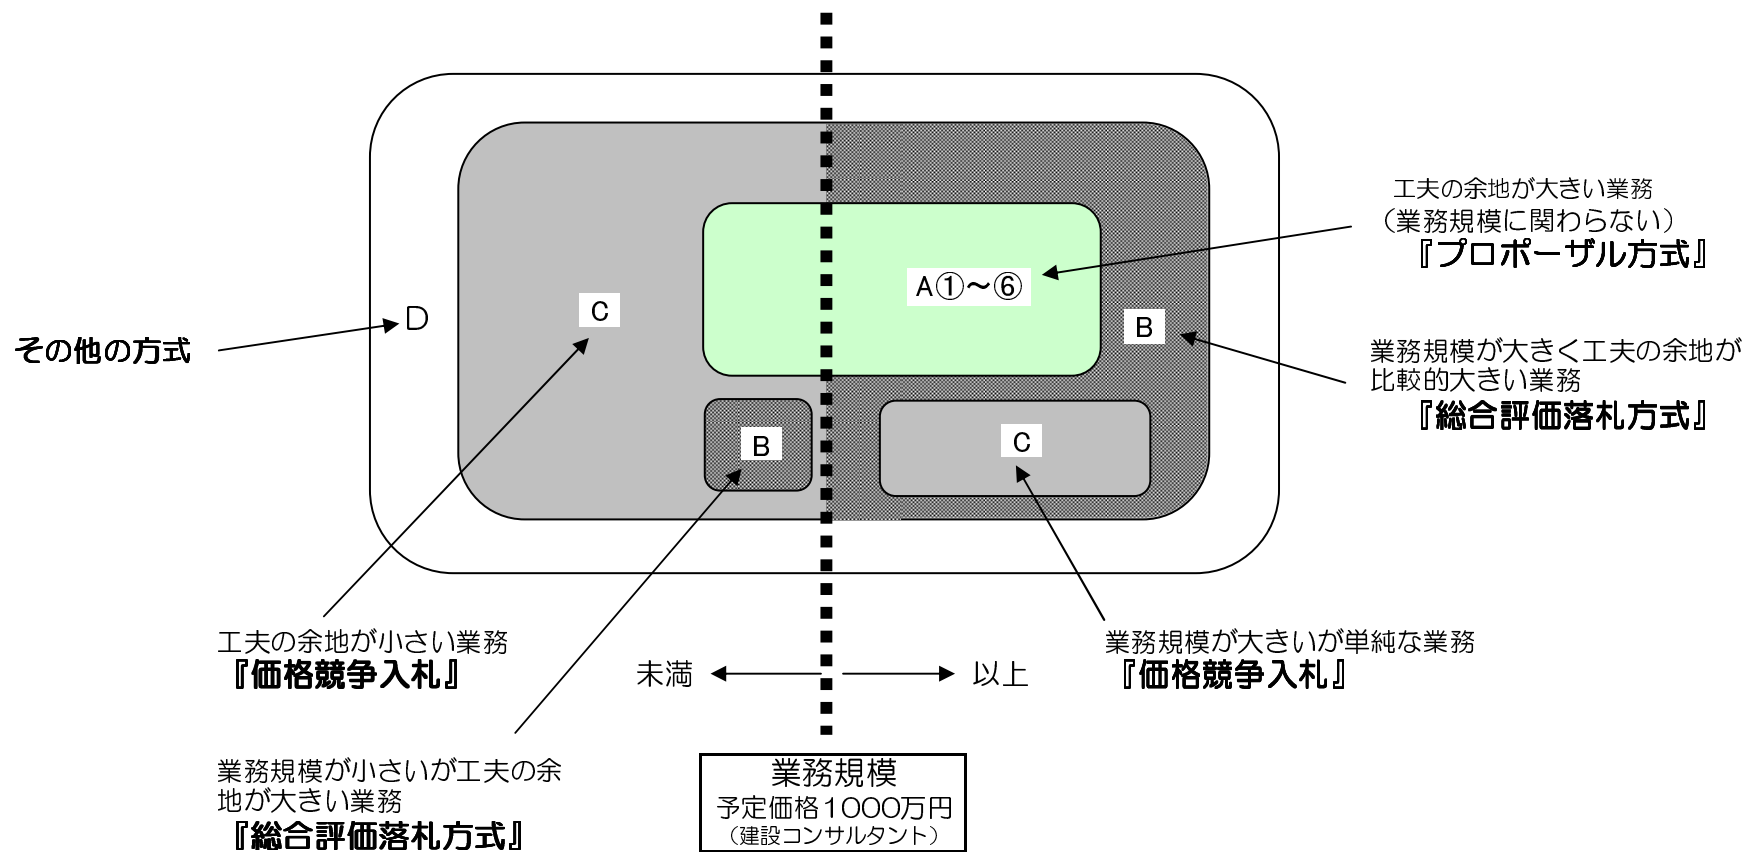 工夫の余地が大きい業務
（業務規模に関わらない）
『プロポーザル方式』
A①～⑥
C
B
D
その他の方式
業務規模が大きく工夫の余地が
比較的大きい業務
『総合評価落札方式』
B
C
工夫の余地が小さい業務
『価格競争入札』
未満
以上
業務規模が大きいが単純な業務
『価格競争入札』
業務規模が小さいが工夫の余
地が大きい業務
『総合評価落札方式』
業務規模
予定価格1000万円
（建設コンサルタント）